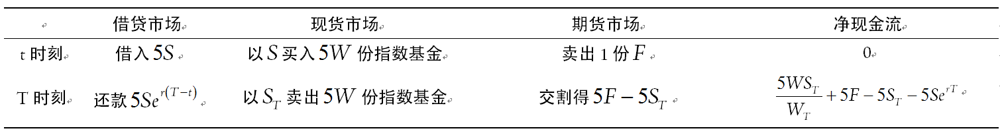 借贷市场 现货市场 期货市场 净现金流
t 时刻 借入 5S 以 S 买入 5W 份指数基金 卖出 1 份 F 0
T 时刻 还款 5Se^{r(T-t)} 以 S_T 卖出 5W 份指数基金 交割得 5F − 5S_T \frac{5WS_T}{W_T} + 5F − 5S_T − 5Se^{rT}